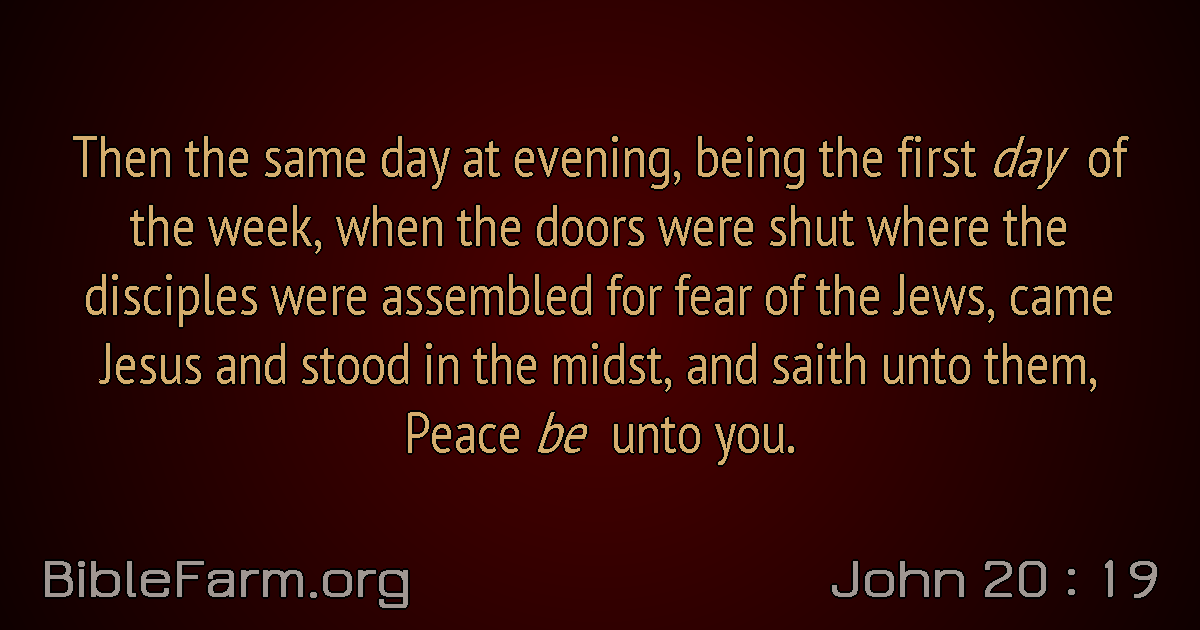 Then the same day at evening, being the first day of
the week, when the doors were shut where the
disciples were assembled for fear of the Jews, came
Jesus and stood in the midst, and saith unto them,
Peace be unto you.
BibleFarm.org
John 20 : 19